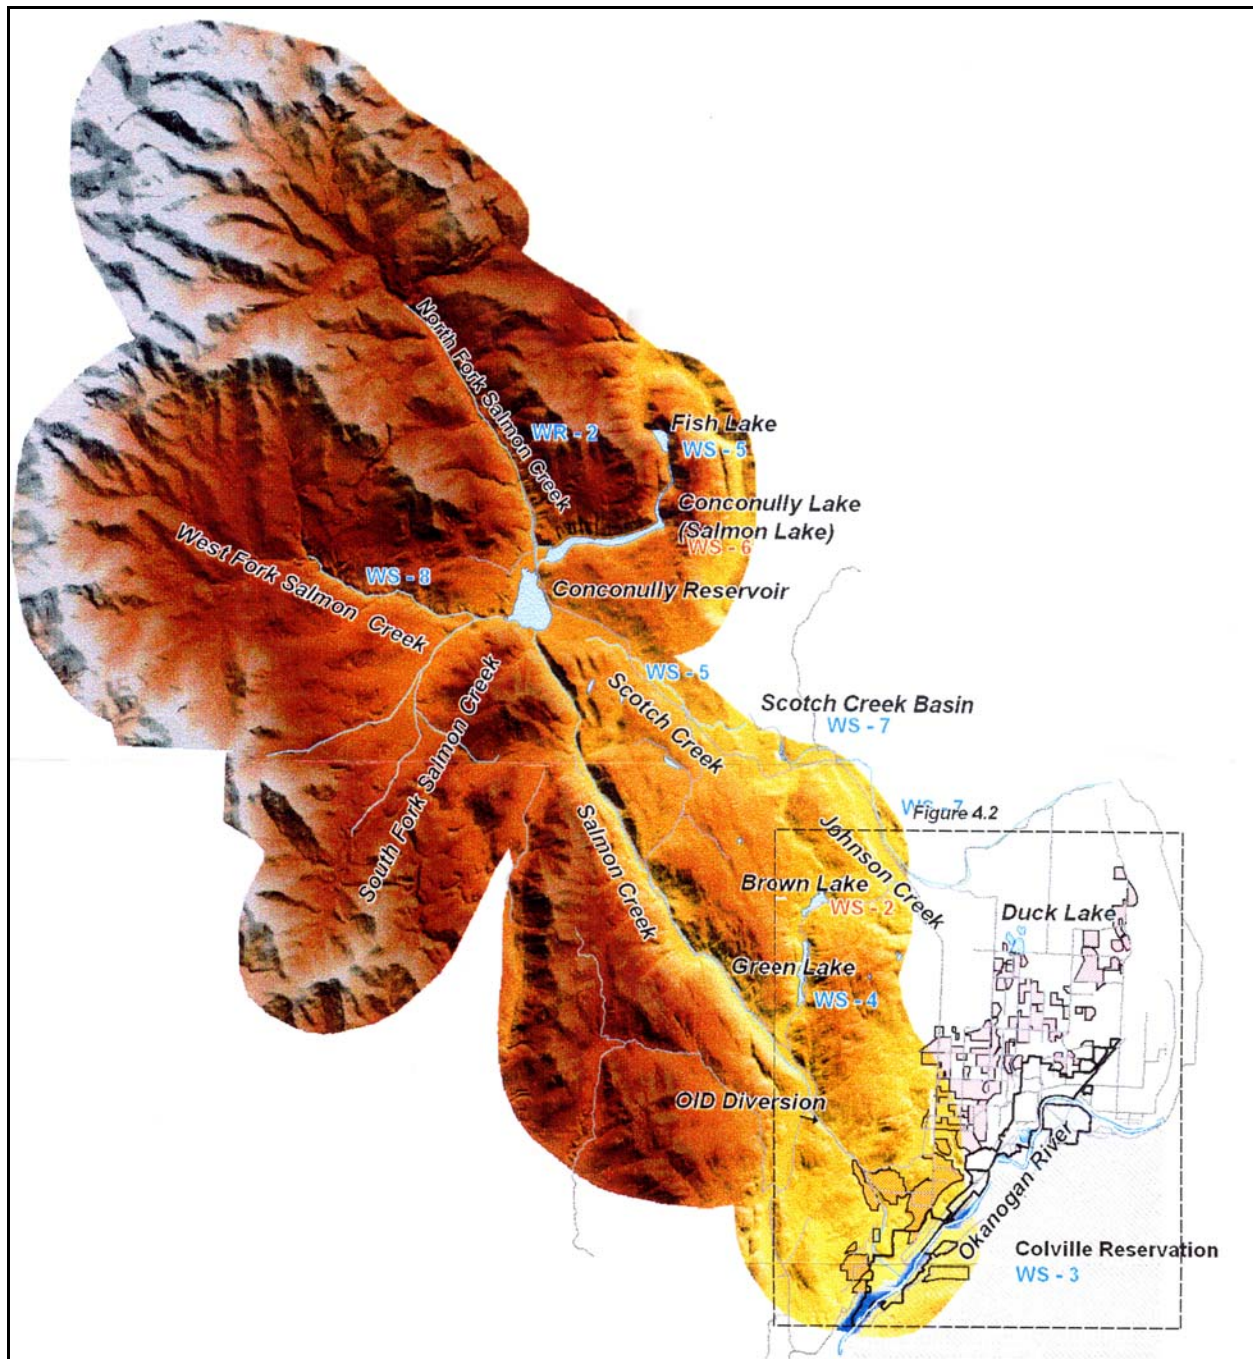 North Fork Salmon Creek
WR - 2
Fish Lake
WS - 5
Conconully Lake
(Salmon Lake)
WS - 6
West Fork Salmon Creek
WS - 8
Conconully Reservoir
WS - 5
Scotch Creek
South Fork Salmon Creek
Scotch Creek Basin
WS - 7
WS - 7
Figure 4.2
Salmon Creek
Johnson Creek
Brown Lake
WS - 2
Duck Lake
Green Lake
WS - 4
OID Diversion
Okanogan River
Colville Reservation
WS - 3